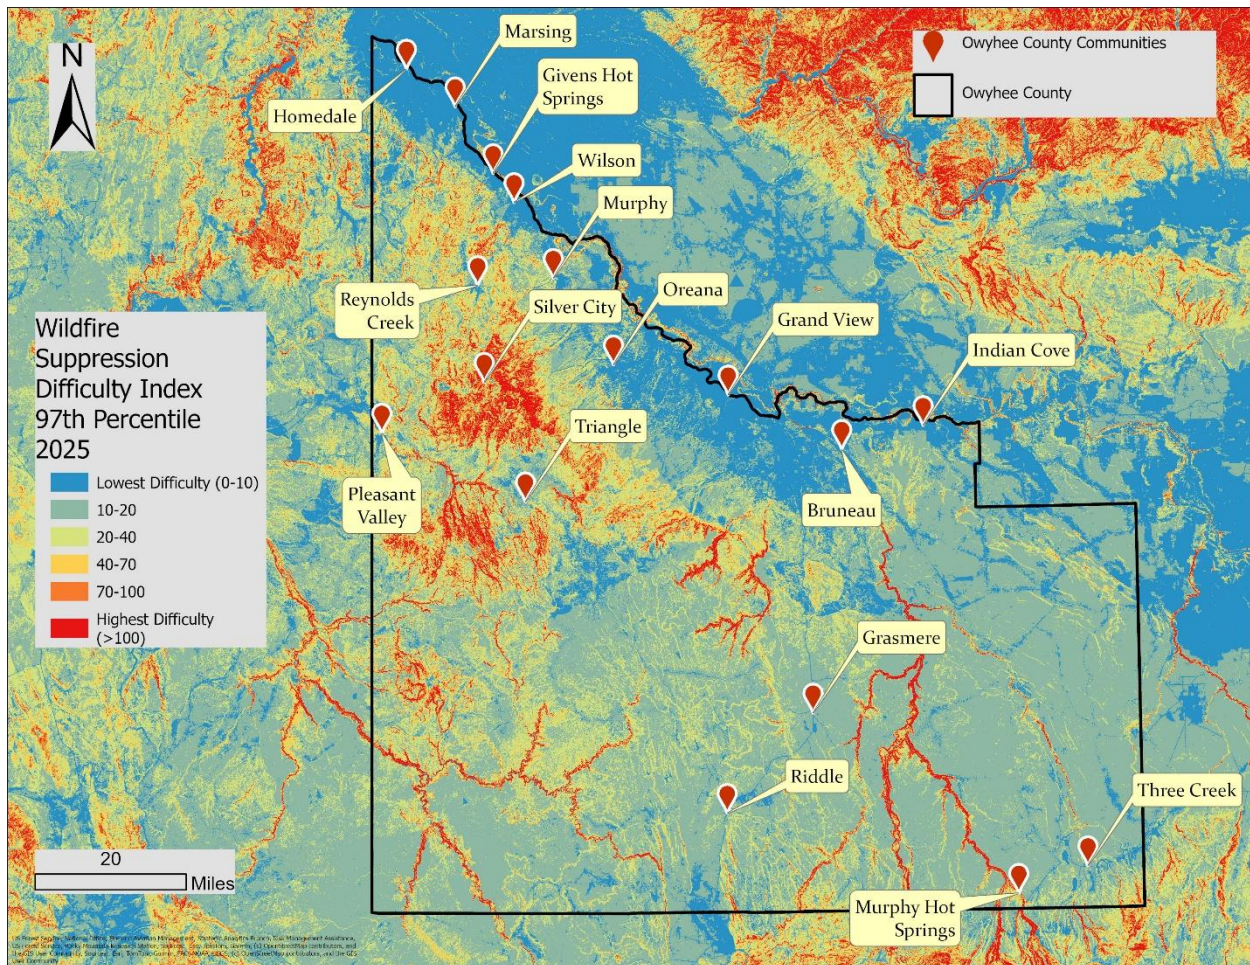 N
Marsing
Givens Hot
Springs
Homedale
Wilson
Murphy
Owyhee County Communities
Owyhee County
Reynolds
Creek
Silver City
Oreana
Grand View
Indian Cove
Wildfire
Suppression
Difficulty Index
97th Percentile
2025
Lowest Difficulty (0-10)
10-20
20-40
40-70
70-100
Highest Difficulty
(>100)
Triangle
Pleasant
Valley
Bruneau
Grasmere
Riddle
Three Creek
Murphy Hot
Springs
20
Miles